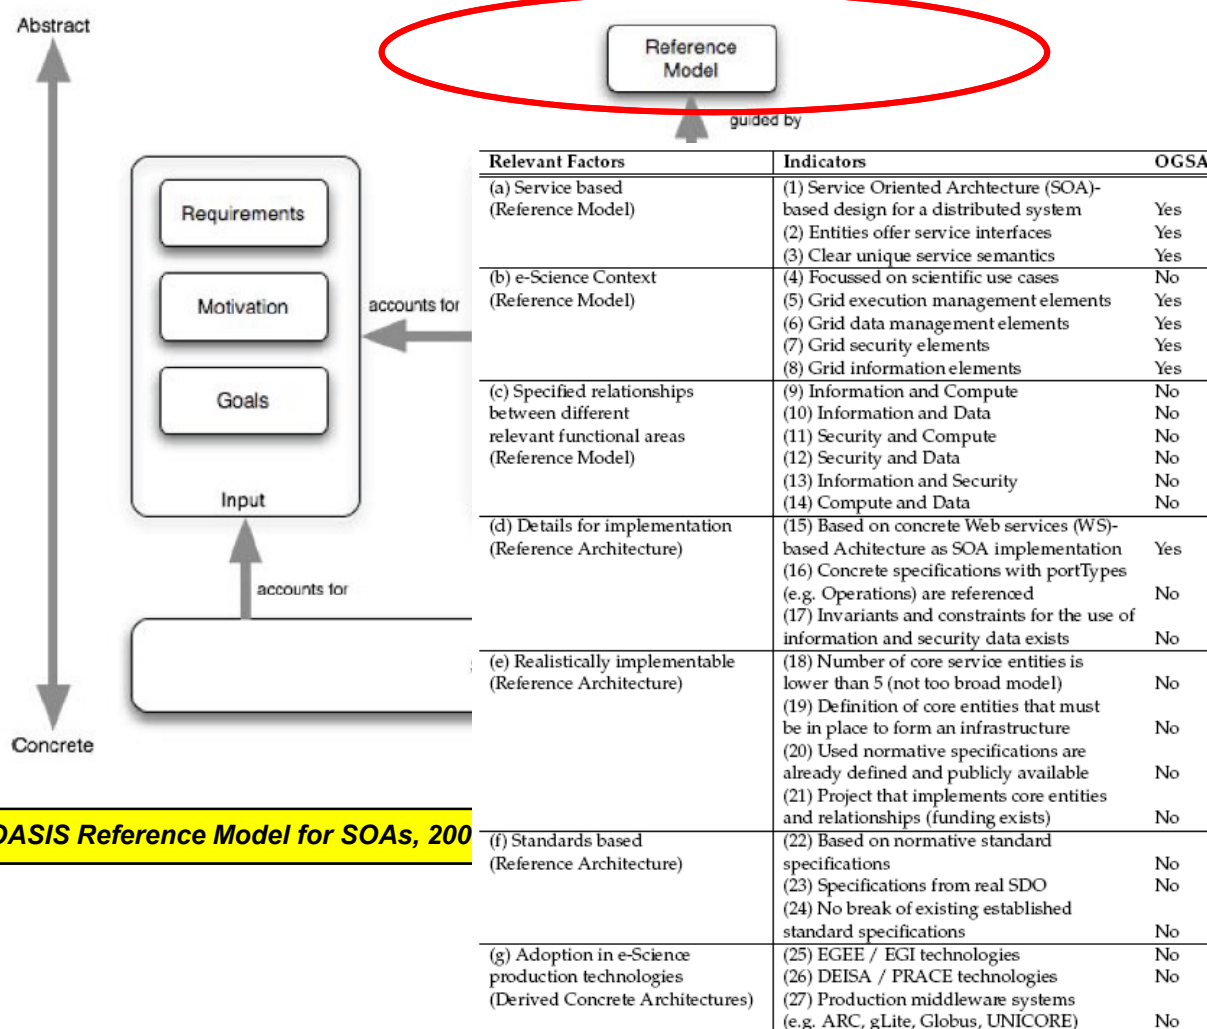 Abstract
Reference
Model
guided by
Requirements
Motivation
Goals
Input
accounts for
accounts for
Concrete
OASIS Reference Model for SOAs, 200
Relevant Factors Indicators OGSA
(a) Service based (1) Service Oriented Archtecture (SOA)-
(Reference Model) based design for a distributed system Yes
(2) Entities offer service interfaces Yes
(3) Clear unique service semantics Yes
(b) e-Science Context (4) Focussed on scientific use cases No
(Reference Model) (5) Grid execution management elements Yes
(6) Grid data management elements Yes
(7) Grid security elements Yes
(8) Grid information elements Yes
(c) Specified relationships (9) Information and Compute No
between different (10) Information and Data No
relevant functional areas (11) Security and Compute No
(Reference Model) (12) Security and Data No
(13) Information and Security No
(14) Compute and Data No
(d) Details for implementation (15) Based on concrete Web services (WS)-
(Reference Architecture) based Achitecture as SOA implementation Yes
(16) Concrete specifications with portTypes
(e.g. Operations) are referenced No
(17) Invariants and constraints for the use of
information and security data exists No
(e) Realistically implementable (18) Number of core service entities is
(Reference Architecture) lower than 5 (not too broad model) No
(19) Definition of core entities that must
be in place to form an infrastructure No
(20) Used normative specifications are
already defined and publicly available No
(21) Project that implements core entities
and relationships (funding exists) No
(f) Standards based (22) Based on normative standard
(Reference Architecture) specifications No
(23) Specifications from real SDO No
(24) No break of existing established
standard specifications No
(g) Adoption in e-Science (25) EGEE / EGI technologies No
production technologies (26) DEISA / PRACE technologies No
(Derived Concrete Architectures) (27) Production middleware systems
(e.g. ARC, gLite, Globus, UNICORE) No